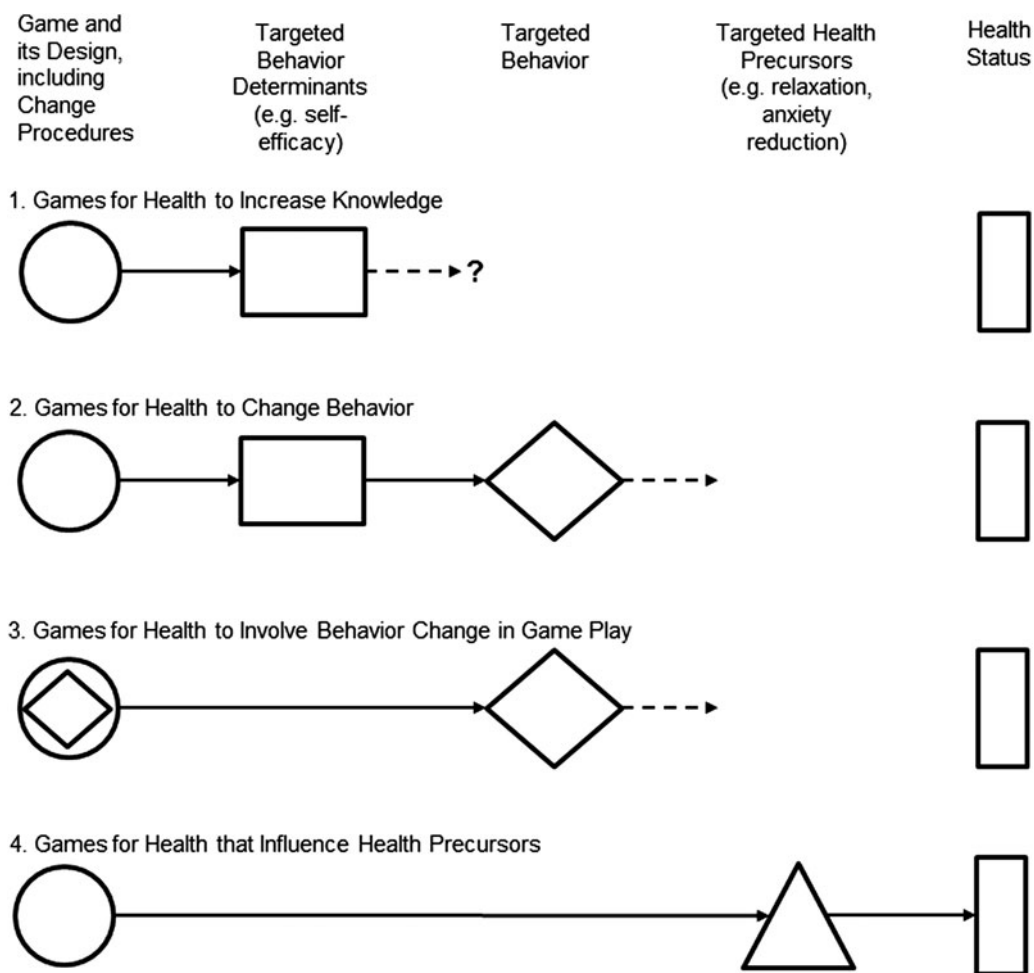 Game and
its Design,
including
Change
Procedures
Targeted
Behavior
Determinants
(e.g. self-
efficacy)
Targeted
Behavior
Targeted Health
Precursors
(e.g. relaxation,
anxiety
reduction)
Health
Status
1. Games for Health to Increase Knowledge
?
2. Games for Health to Change Behavior
3. Games for Health to Involve Behavior Change in Game Play
4. Games for Health that Influence Health Precursors